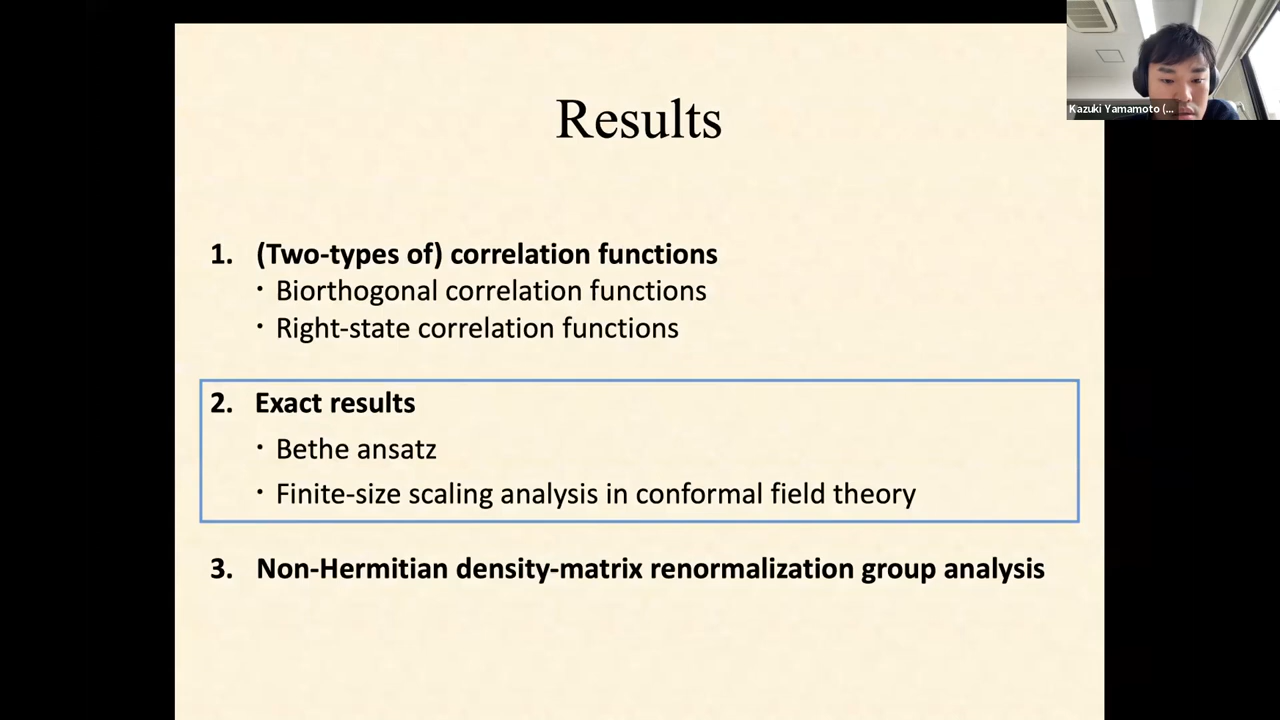 Results
1. (Two-types of) correlation functions
・Biorthogonal correlation functions
・Right-state correlation functions
2. Exact results
・Bethe ansatz
・Finite-size scaling analysis in conformal field theory
3. Non-Hermitian density-matrix renormalization group analysis
Kazuki Yamamoto (...